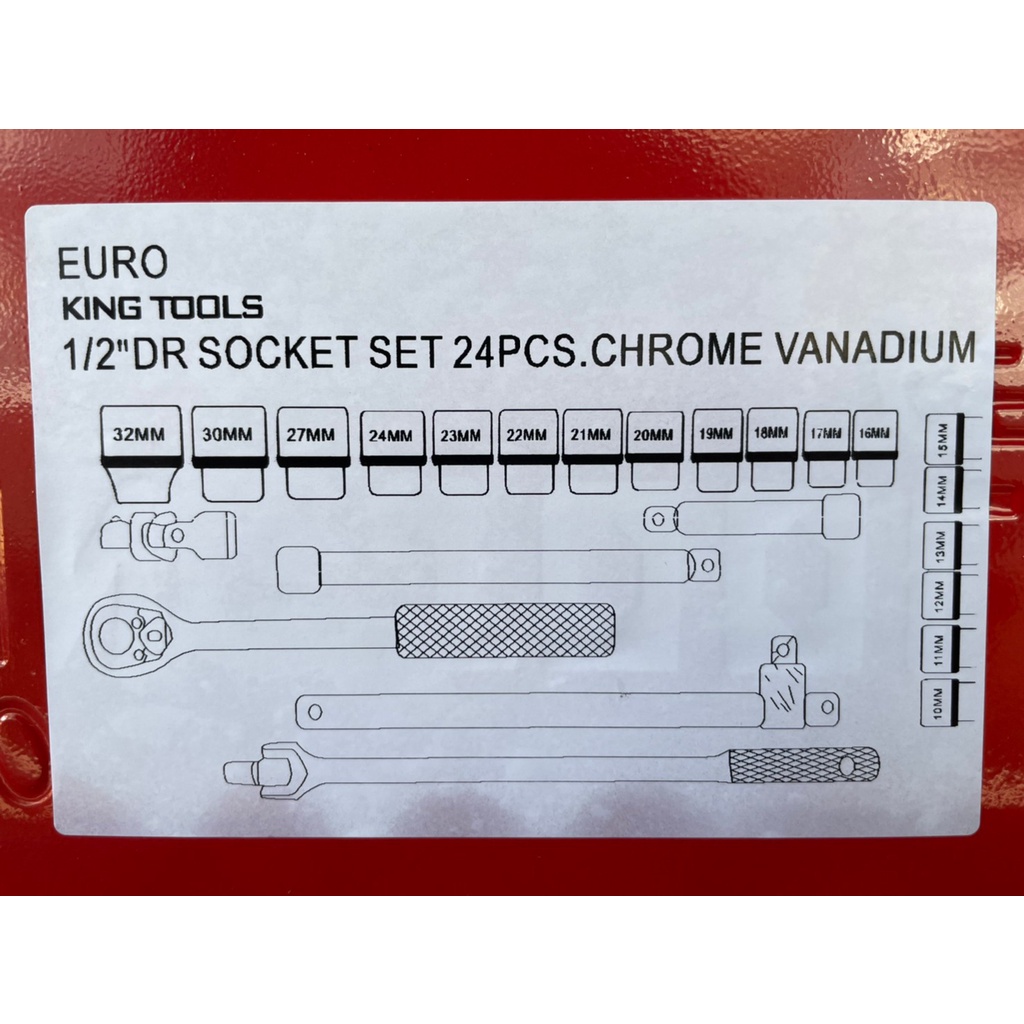 EURO
KING TOOLS
1/2"DR SOCKET SET 24PCS.CHROME VANADIUM
32MM 30MM 27MM 24MM 23MM 22MM 21MM 20MM 19MM 18MM 17MM 16MM
15MM
14MM
13MM
12MM
11MM
10MM